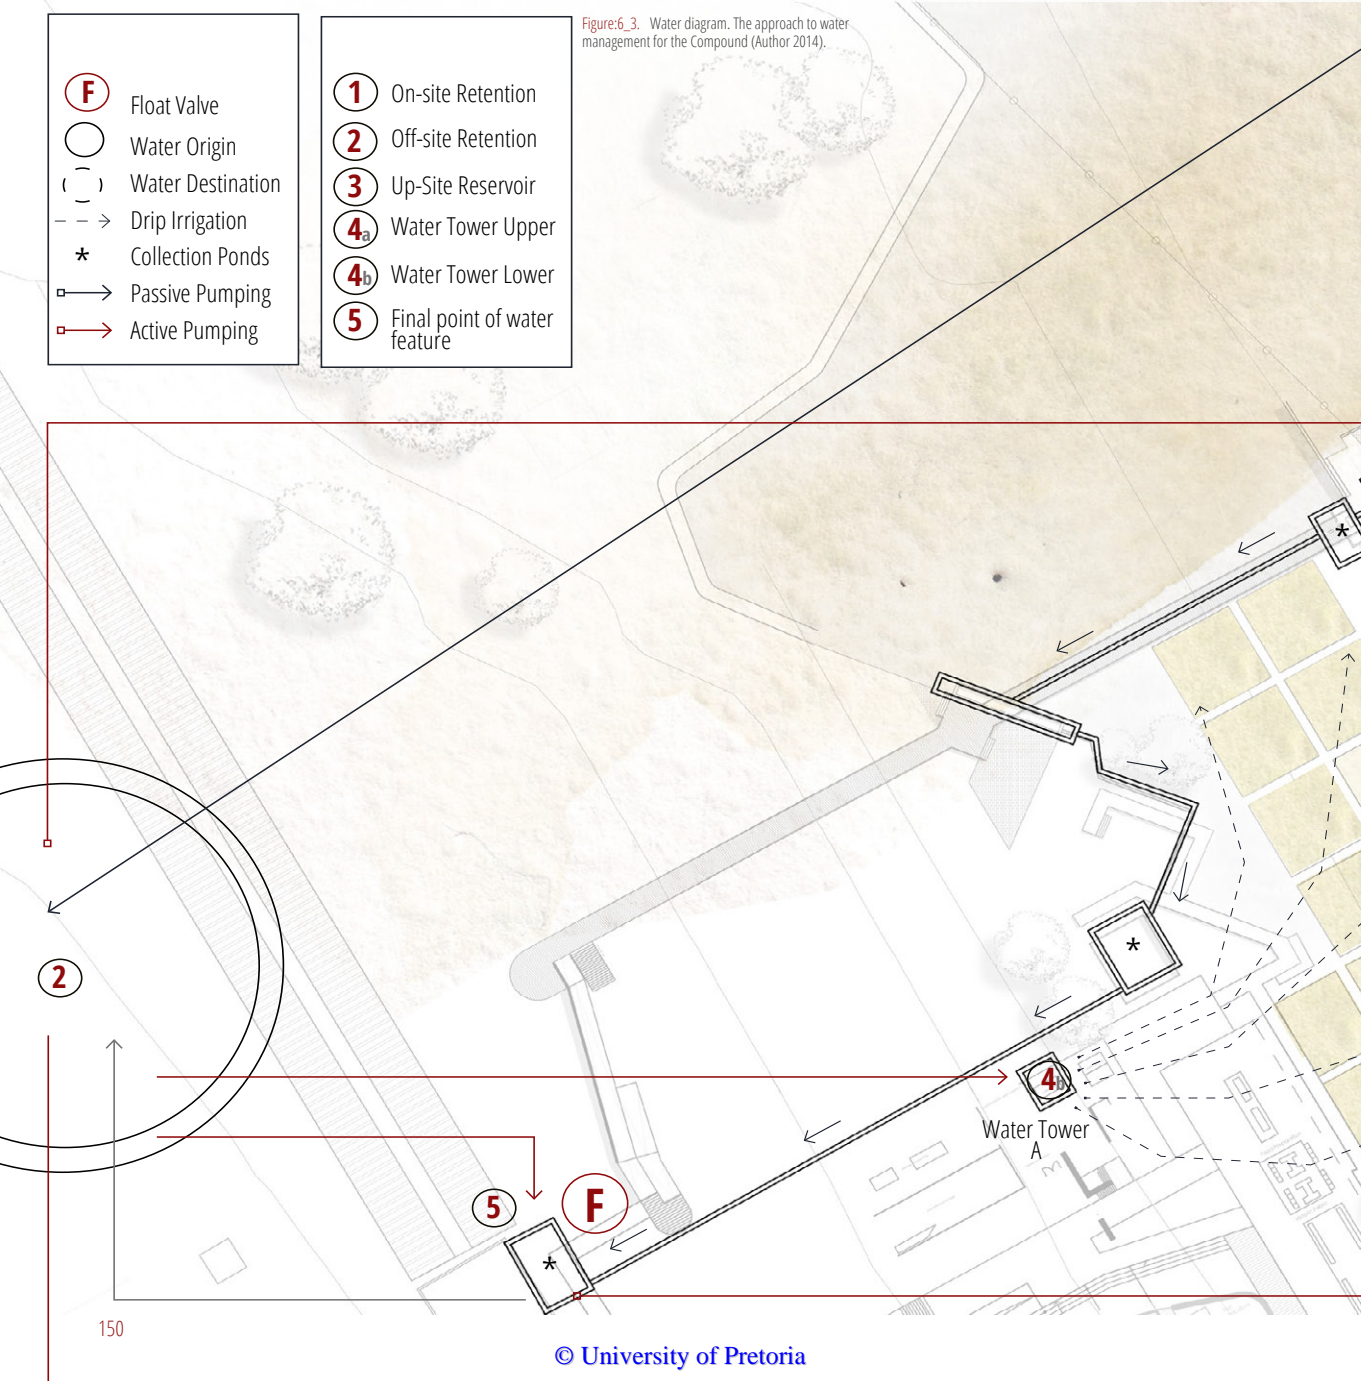 Figure:6_3. Water diagram. The approach to water
management for the Compound (Author 2014).
F Float Valve
Water Origin
Water Destination
Drip Irrigation
* Collection Ponds
Passive Pumping
Active Pumping
1 On-site Retention
2 Off-site Retention
3 Up-Site Reservoir
4a Water Tower Upper
4b Water Tower Lower
5 Final point of water
feature
*
*
2
4b
Water Tower
A
5
F
*
150
© University of Pretoria